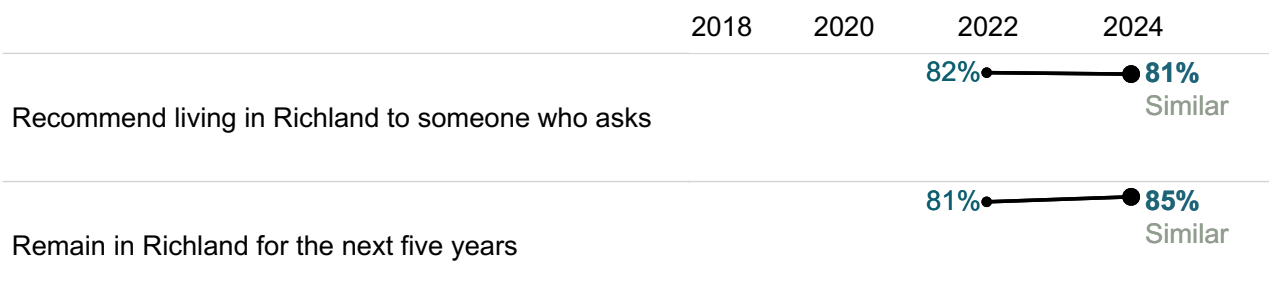 2018 2020 2022 2024
82% 81%
Similar
Recommend living in Richland to someone who asks
81% 85%
Similar
Remain in Richland for the next five years